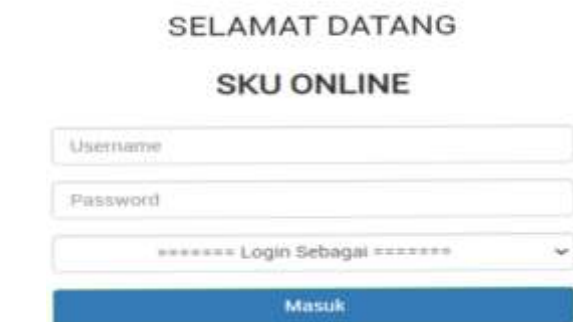 SELAMAT DATANG
SKU ONLINE
Username
Password
======= Login Sebagai =======
Masuk